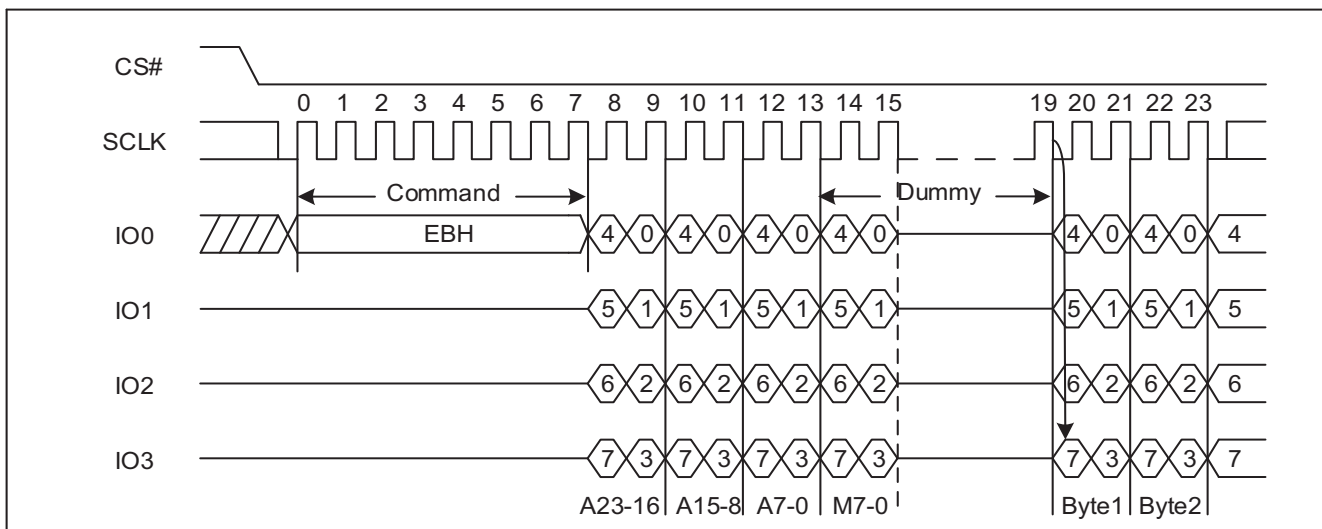 CS#
0 1 2 3 4 5 6 7 8 9 10 11 12 13 14 15 19 20 21 22 23
SCLK
Command Dummy
IO0 EBH 4 0 4 0 4 0 4 0 4 0 4 0 4
IO1 5 1 5 1 5 1 5 1 5 1 5 1 5
IO2 6 2 6 2 6 2 6 2 6 2 6 2 6
IO3 7 3 7 3 7 3 7 3 7 3 7 3 7
A23-16 A15-8 A7-0 M7-0 Byte1 Byte2